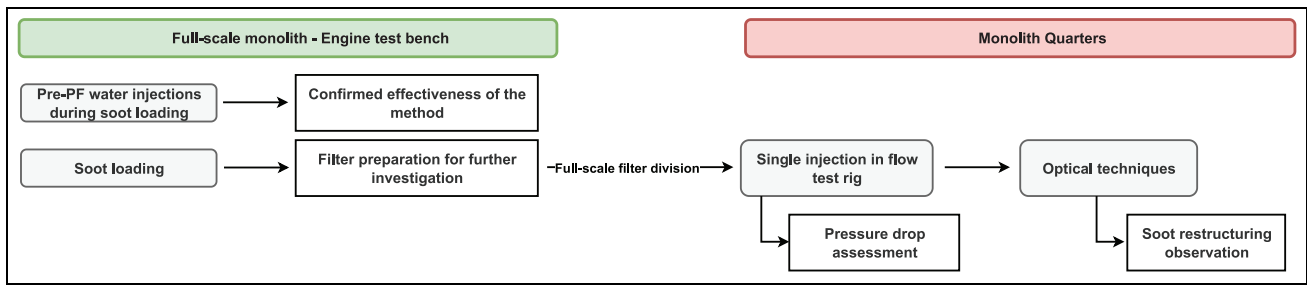 Full-scale monolith - Engine test bench
Monolith Quarters
Pre-PF water injections
during soot loading
Confirmed effectiveness of the
method
Soot loading
Filter preparation for further
investigation
Full-scale filter division
Single injection in flow
test rig
Optical techniques
Pressure drop
assessment
Soot restructuring
observation